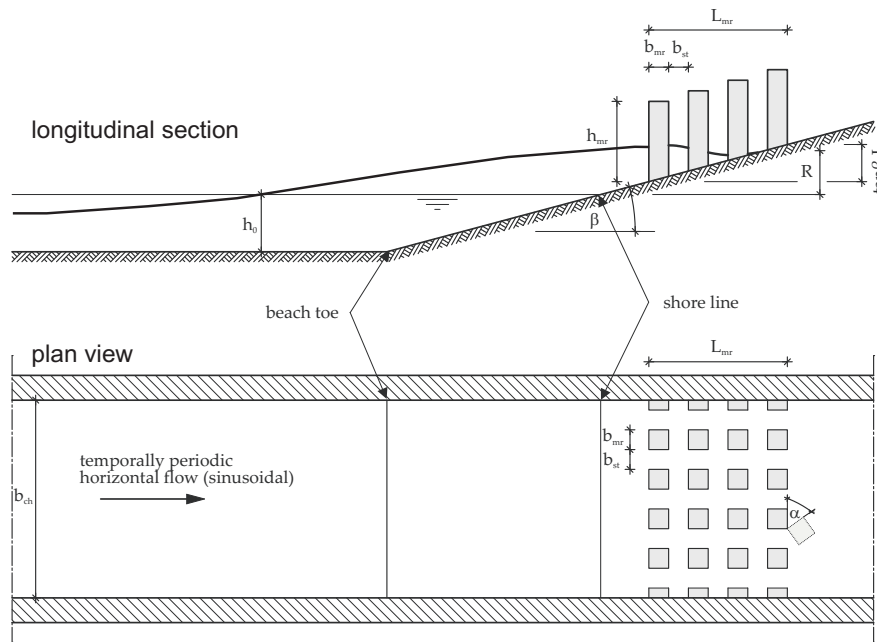 L_mr
b_mr b_st
longitudinal section
h_mr
R
tanβ L
h_0
β
beach toe
shore line
plan view
L_mr
b_mr
b_st
temporally periodic
horizontal flow (sinusoidal)
b_ch
α